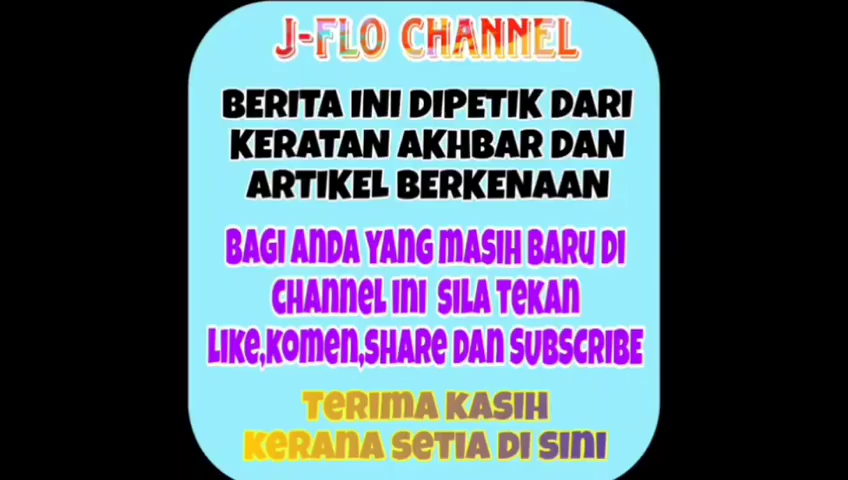 J-FLO CHANNEL
BERITA INI DIPETIK DARI
KERATAN AKHBAR DAN
ARTIKEL BERKENAAN
BAGI ANDA YANG MASIH BARU DI
CHANNEL INI SILA TEKAN
LIKE,KOMEN,SHARE DAN SUBSCRIBE
TERIMA KASIH
KERANA SETIA DI SINI